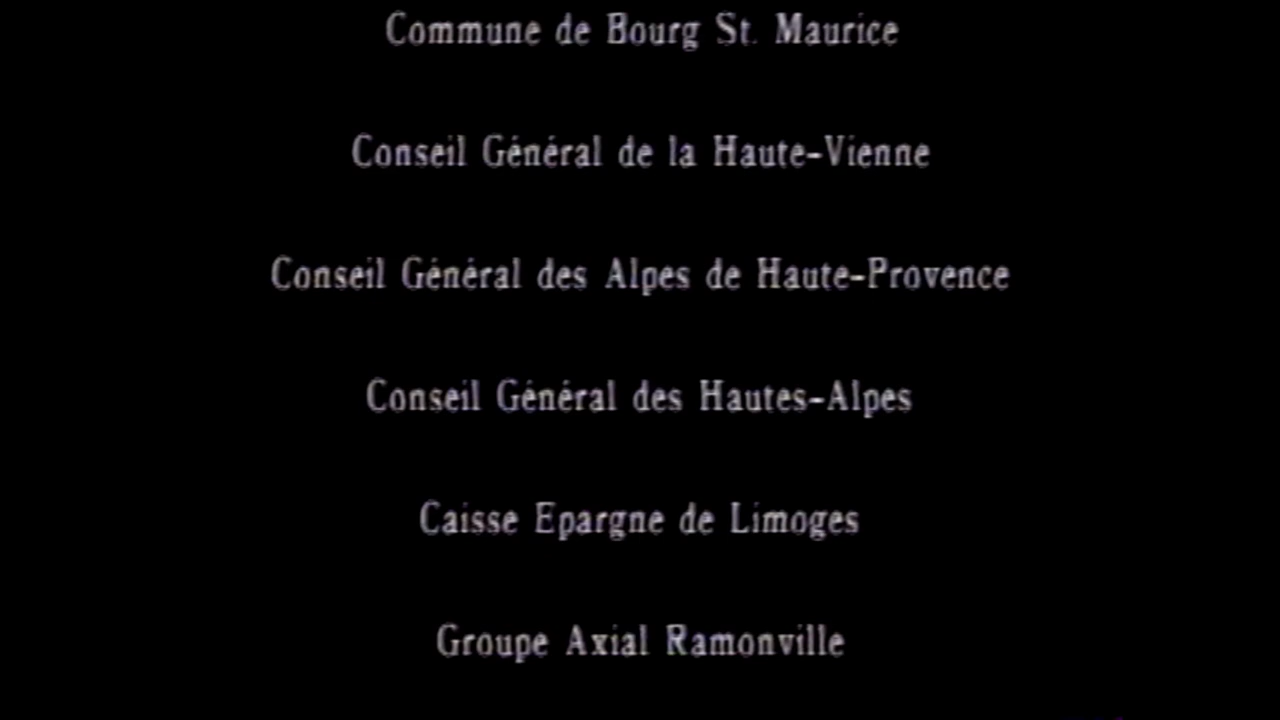 Commune de Bourg St. Maurice
Conseil Général de la Haute-Vienne
Conseil Général des Alpes de Haute-Provence
Conseil Général des Hautes-Alpes
Caisse Epargne de Limoges
Groupe Axial Ramonville